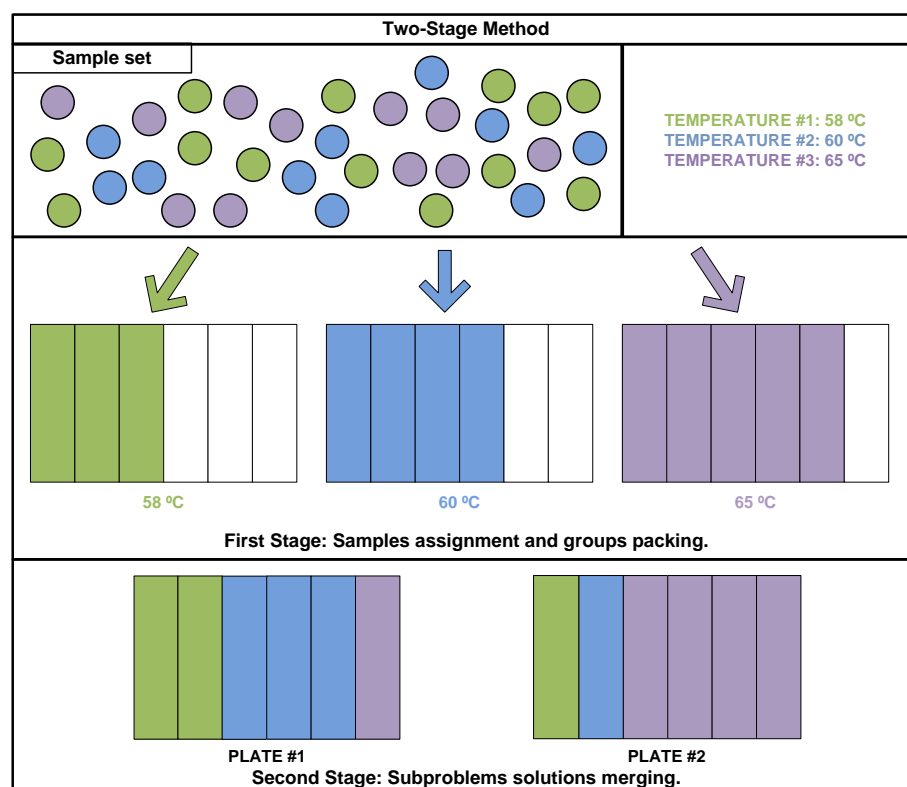 Two-Stage Method
Sample set
TEMPERATURE #1: 58 ºC
TEMPERATURE #2: 60 ºC
TEMPERATURE #3: 65 ºC
58 ºC
60 ºC
65 ºC
First Stage: Samples assignment and groups packing.
PLATE #1
PLATE #2
Second Stage: Subproblems solutions merging.